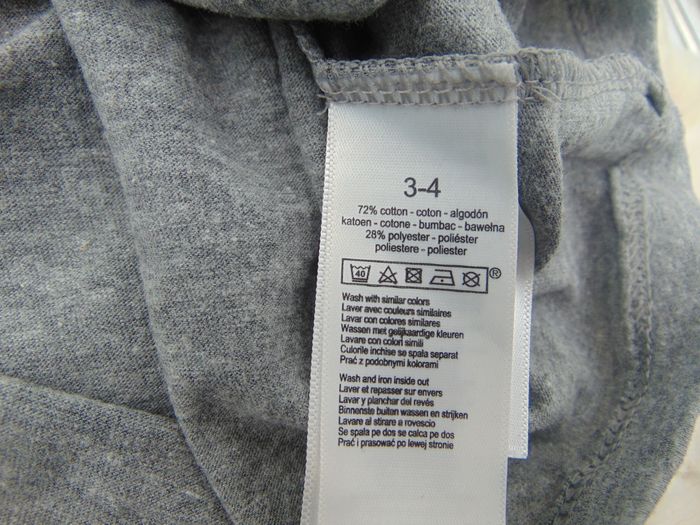 3-4
72% cotton - coton - algodón
katoen - cotone - bumbac - bawełna
28% polyester - poliéster
poliestere - poliester
40 ®
Wash with similar colors
Laver avec couleurs similaires
Lavar con colores similares
Wassen met gelijkaardige kleuren
Lavare con colori simili
Culorile inchise se spala separat
Prać z podobnymi kolorami
Wash and iron inside out
Laver et repasser sur envers
Lavar y planchar del revés
Binnenste buiten wassen en strijken
Lavare al stirare a rovescio
Se spala pe dos se calca pe dos
Prać i prasować po lewej stronie